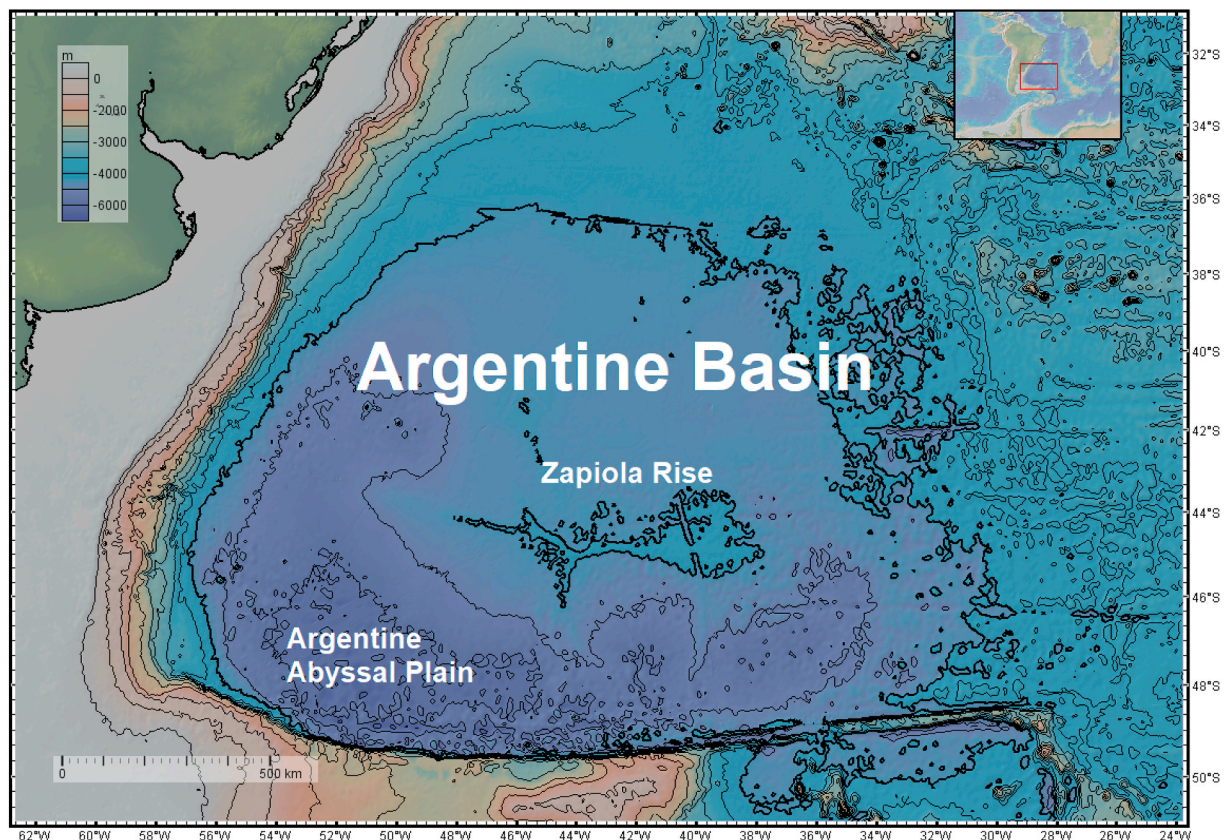 m
0
-2000
-3000
-4000
-6000
32°S
34°S
36°S
38°S
40°S
42°S
44°S
46°S
48°S
50°S
Argentine Basin
Zapiola Rise
Argentine
Abyssal Plain
0 500 km
62°W 60°W 58°W 56°W 54°W 52°W 50°W 48°W 46°W 44°W 42°W 40°W 38°W 36°W 34°W 32°W 30°W 28°W 26°W 24°W